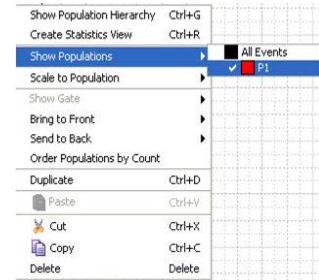 Show Population Hierarchy Ctrl+G
Create Statistics View Ctrl+R
Show Populations
All Events
P1
Scale to Population
Show Gate
Bring to Front
Send to Back
Order Populations by Count
Duplicate Ctrl+D
Paste Ctrl+V
Cut Ctrl+X
Copy Ctrl+C
Delete Delete